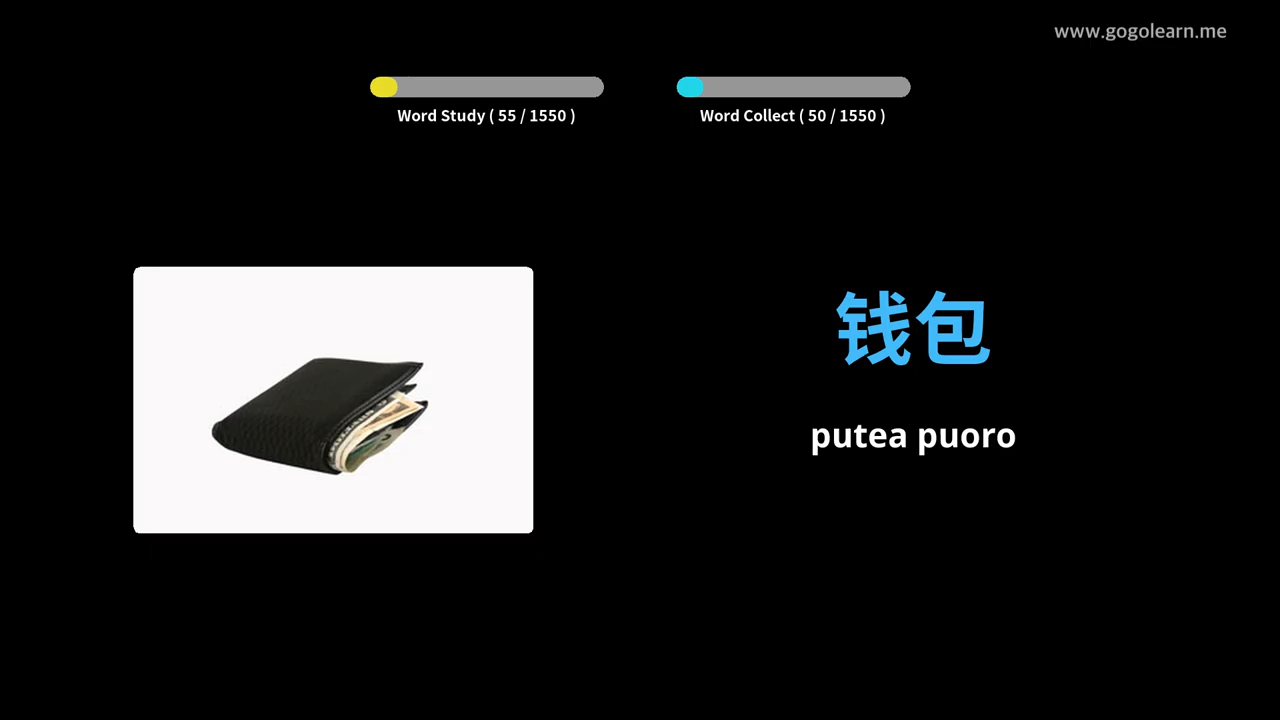 www.gogolearn.me
Word Study ( 55 / 1550 )
Word Collect ( 50 / 1550 )
钱包
putea puoro